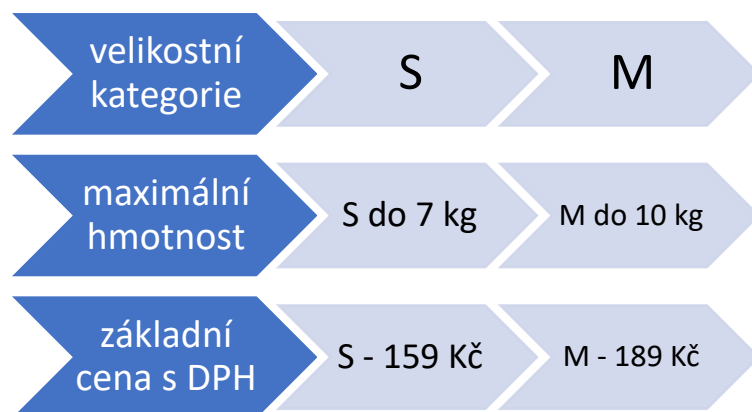 velikostní
kategorie
S
M
maximální
hmotnost
S do 7 kg
M do 10 kg
základní
cena s DPH
S - 159 Kč
M - 189 Kč